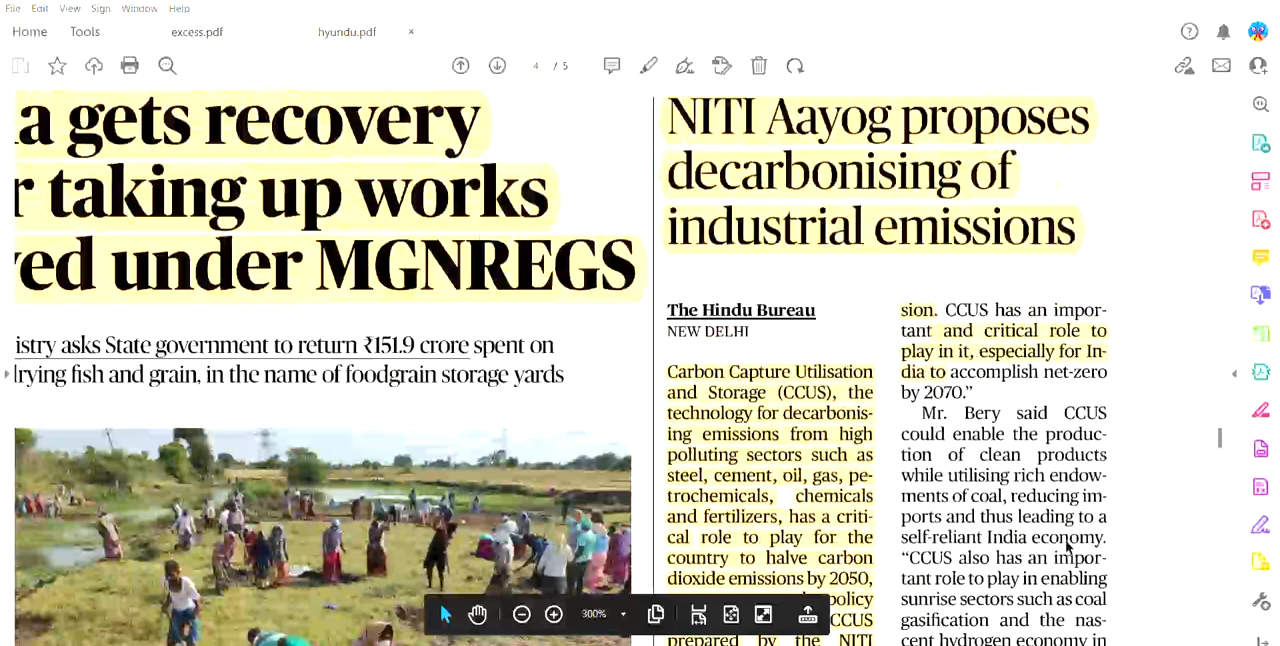 File Edit View Sign Window Help
Home Tools excess.pdf hyundu.pdf ×
4 / 5
a gets recovery
r taking up works
ved under MGNREGS
istry asks State government to return ₹151.9 crore spent on
lrying fish and grain, in the name of foodgrain storage yards
NITI Aayog proposes
decarbonising of
industrial emissions
The Hindu Bureau
NEW DELHI
Carbon Capture Utilisation
and Storage (CCUS), the
technology for decarbonis-
ing emissions from high
polluting sectors such as
steel, cement, oil, gas, pe-
trochemicals, chemicals
and fertilizers, has a criti-
cal role to play for the
country to halve carbon
dioxide emissions by 2050,
policy
CCUS
prepared by the NITI
sion. CCUS has an impor-
tant and critical role to
play in it, especially for In-
dia to accomplish net-zero
by 2070.”
Mr. Bery said CCUS
could enable the produc-
tion of clean products
while utilising rich endow-
ments of coal, reducing im-
ports and thus leading to a
self-reliant India economy.
“CCUS also has an impor-
tant role to play in enabling
sunrise sectors such as coal
gasification and the nas-
cent hydrogen economy in
300%